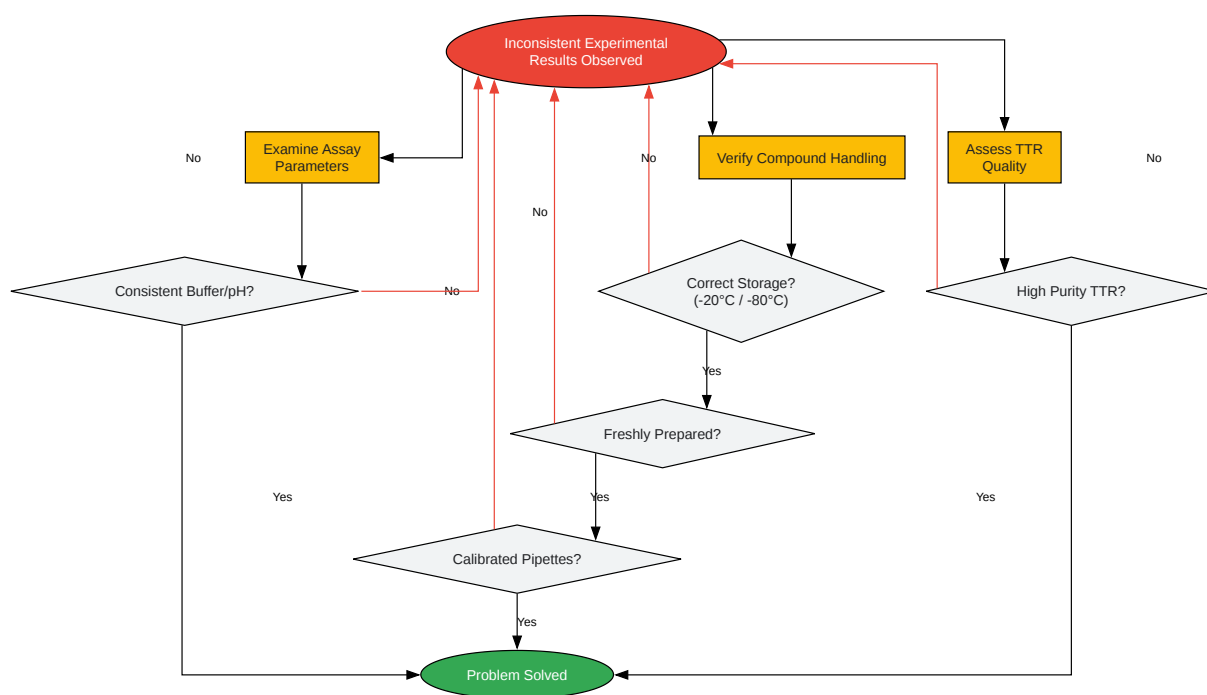 Inconsistent Experimental
Results Observed
No
Examine Assay
Parameters
No
Verify Compound Handling
Assess TTR
Quality
No
No
Consistent Buffer/pH?
No
Correct Storage?
(-20°C / -80°C)
High Purity TTR?
Yes
Freshly Prepared?
Yes
Yes
Yes
Calibrated Pipettes?
Yes
Problem Solved